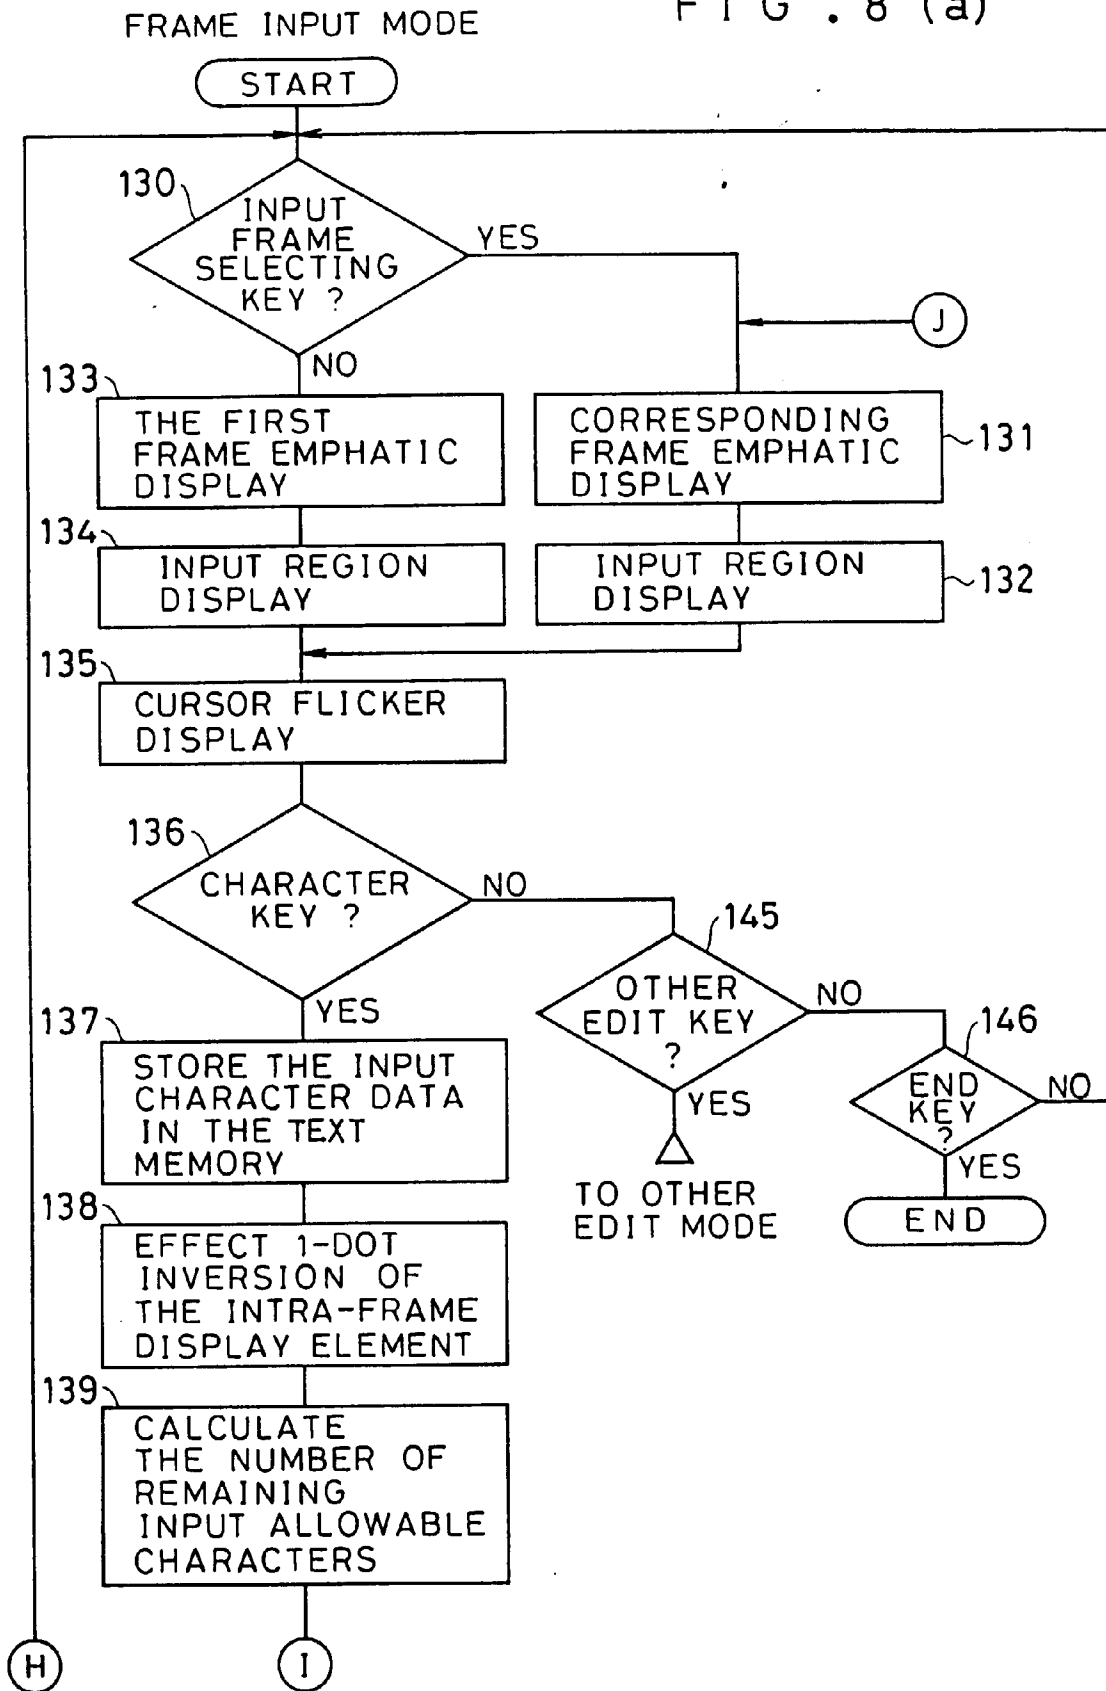 FIG. 8 (a)
FRAME INPUT MODE
START
130
INPUT
FRAME
SELECTING
KEY ?
YES
NO
J
133
THE FIRST
FRAME EMPHATIC
DISPLAY
CORRESPONDING
FRAME EMPHATIC
DISPLAY
131
134
INPUT REGION
DISPLAY
INPUT REGION
DISPLAY
132
135
CURSOR FLICKER
DISPLAY
136
CHARACTER
KEY ?
NO
YES
145
OTHER
EDIT KEY
?
NO
YES
TO OTHER
EDIT MODE
146
END
KEY
?
NO
YES
END
137
STORE THE INPUT
CHARACTER DATA
IN THE TEXT
MEMORY
138
EFFECT 1-DOT
INVERSION OF
THE INTRA-FRAME
DISPLAY ELEMENT
139
CALCULATE
THE NUMBER OF
REMAINING
INPUT ALLOWABLE
CHARACTERS
H
I